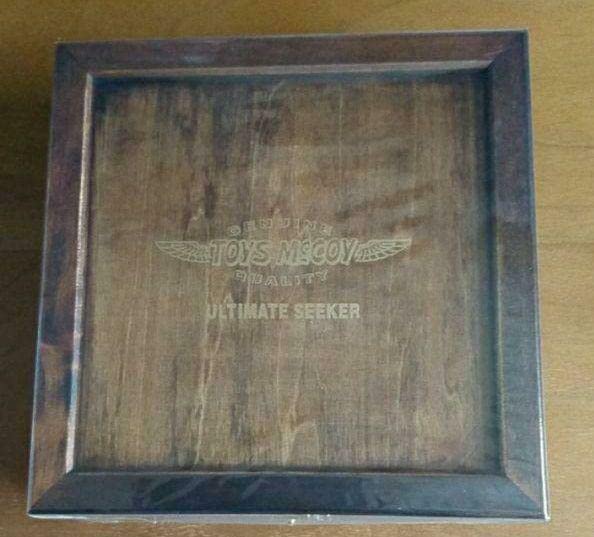 GENUINE
TOYS McCOY
QUALITY
ULTIMATE SEEKER